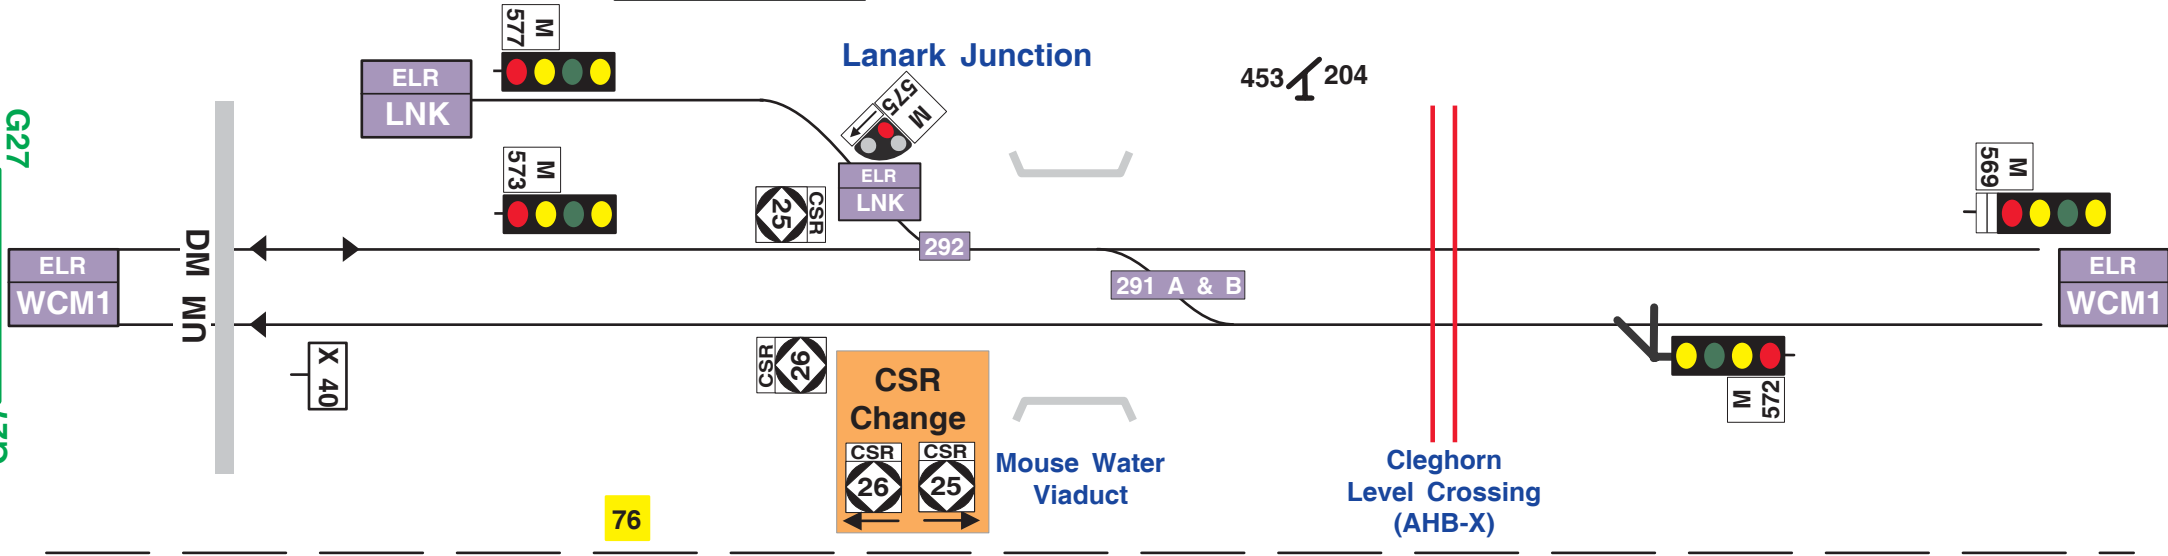 M
577
ELR
LNK
Lanark Junction
M
575
453
204
G27
M
573
ELR
LNK
CSR
25
M
569
DM
UM
ELR
WCM1
292
291 A & B
ELR
WCM1
X 40
CSR
26
CSR
Change
CSR
26
CSR
25
Mouse Water
Viaduct
Cleghorn
Level Crossing
(AHB-X)
M
572
76